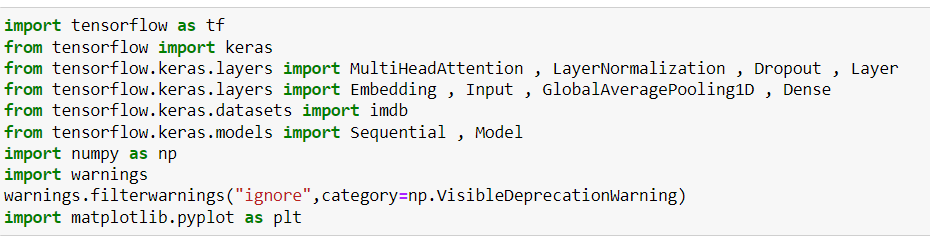 import tensorflow as tf
from tensorflow import keras
from tensorflow.keras.layers import MultiHeadAttention , LayerNormalization , Dropout , Layer
from tensorflow.keras.layers import Embedding , Input , GlobalAveragePooling1D , Dense
from tensorflow.keras.datasets import imdb
from tensorflow.keras.models import Sequential , Model
import numpy as np
import warnings
warnings.filterwarnings("ignore",category=np.VisibleDeprecationWarning)
import matplotlib.pyplot as plt